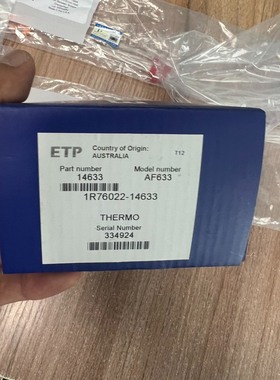 ETP Country of Origin:
AUSTRALIA T12
Part number Model number
14633 AF633
1R76022-14633
THERMO
Serial Number
334924